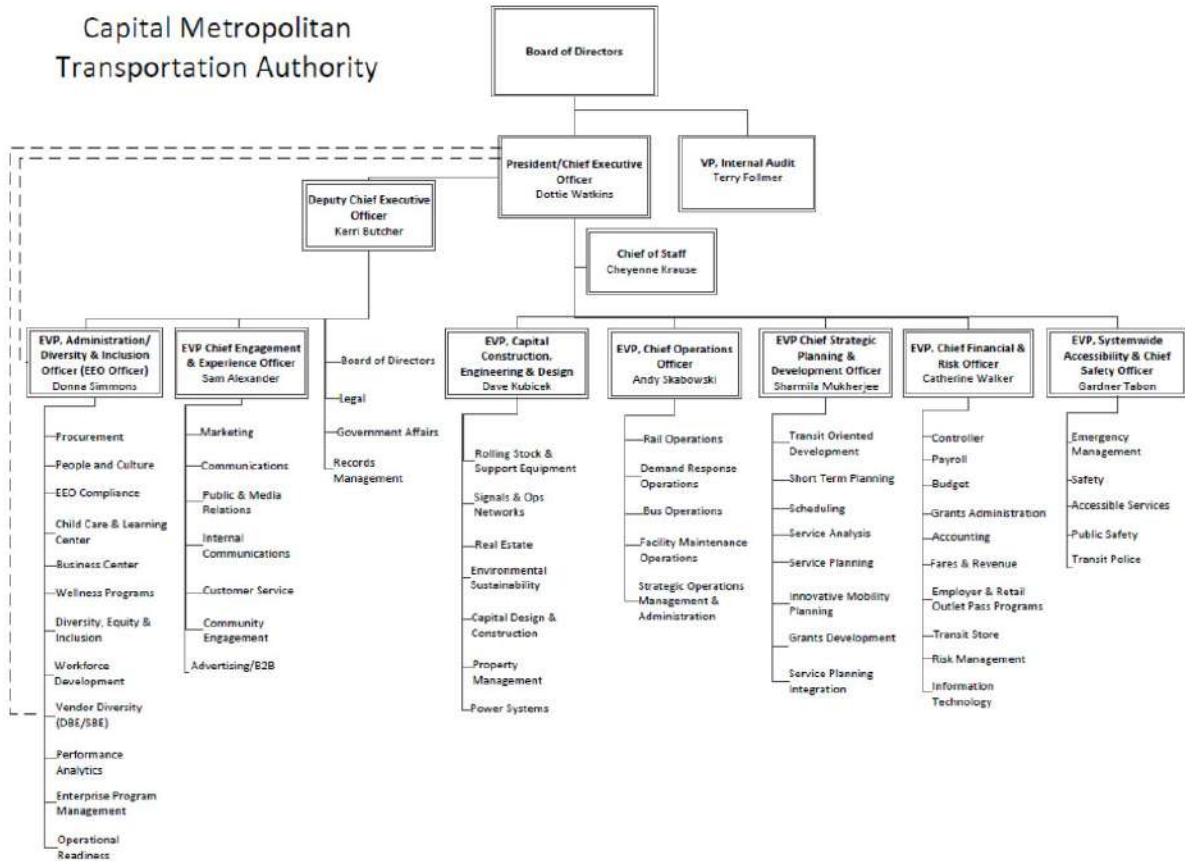 Capital Metropolitan
Transportation Authority
Board of Directors
President/Chief Executive
Officer
Dottie Watkins
VP, Internal Audit
Terry Follmer
Deputy Chief Executive
Officer
Kerri Butcher
Chief of Staff
Cheyenne Krause
EVP, Administration/
Diversity & Inclusion
Officer (EEO Officer)
Donna Simmons
Procurement
People and Culture
EEO Compliance
Child Care & Learning
Center
Business Center
Wellness Programs
Diversity, Equity &
Inclusion
Workforce
Development
Vendor Diversity
(DBE/SBE)
Performance
Analytics
Enterprise Program
Management
Operational
Readiness
EVP Chief Engagement
& Experience Officer
Sam Alexander
Marketing
Communications
Public & Media
Relations
Internal
Communications
Customer Service
Community
Engagement
Advertising/B2B
Board of Directors
Legal
Government Affairs
Records
Management
EVP, Capital
Construction,
Engineering & Design
Dave Kubicek
Rolling Stock &
Support Equipment
Signals & Ops
Networks
Real Estate
Environmental
Sustainability
Capital Design &
Construction
Property
Management
Power Systems
EVP, Chief Operations
Officer
Andy Skabowski
Rail Operations
Demand Response
Operations
Bus Operations
Facility Maintenance
Operations
Strategic Operations
Management &
Administration
EVP Chief Strategic
Planning &
Development Officer
Sharmila Mukherjee
Transit Oriented
Development
Short Term Planning
Scheduling
Service Analysis
Service Planning
Innovative Mobility
Planning
Grants Development
Service Planning
Integration
EVP, Chief Financial &
Risk Officer
Catherine Walker
Controller
Payroll
Budget
Grants Administration
Accounting
Fares & Revenue
Employer & Retail
Outlet Pass Programs
Transit Store
Risk Management
Information
Technology
EVP, Systemwide
Accessibility & Chief
Safety Officer
Gardner Tabon
Emergency
Management
Safety
Accessible Services
Public Safety
Transit Police